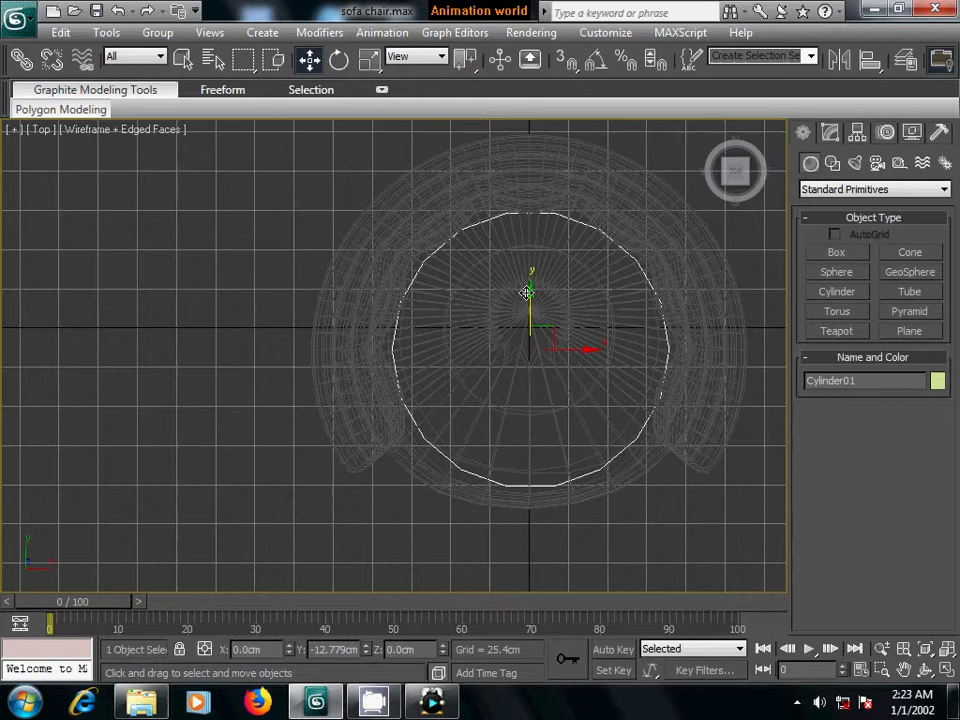 sofa chair.max
Animation world
Type a keyword or phrase
Edit Tools Group Views Create Modifiers Animation Graph Editors Rendering Customize MAXScript Help
All
View
3
Create Selection Se
Graphite Modeling Tools Freeform Selection
Polygon Modeling
[ + ] [ Top ] [ Wireframe + Edged Faces ]
TOP
Standard Primitives
- Object Type
AutoGrid
Box Cone
Sphere GeoSphere
Cylinder Tube
Torus Pyramid
Teapot Plane
- Name and Color
Cylinder01
y
x
y
x
< 0 / 100 >
0 10 20 30 40 50 60 70 80 90 100
1 Object Sele X: 0.0cm Y: -12.779cm Z: 0.0cm Grid = 25.4cm Auto Key Selected
Welcome to M Click and drag to select and move objects Add Time Tag Set Key Key Filters... 0
2:23 AM
1/1/2002